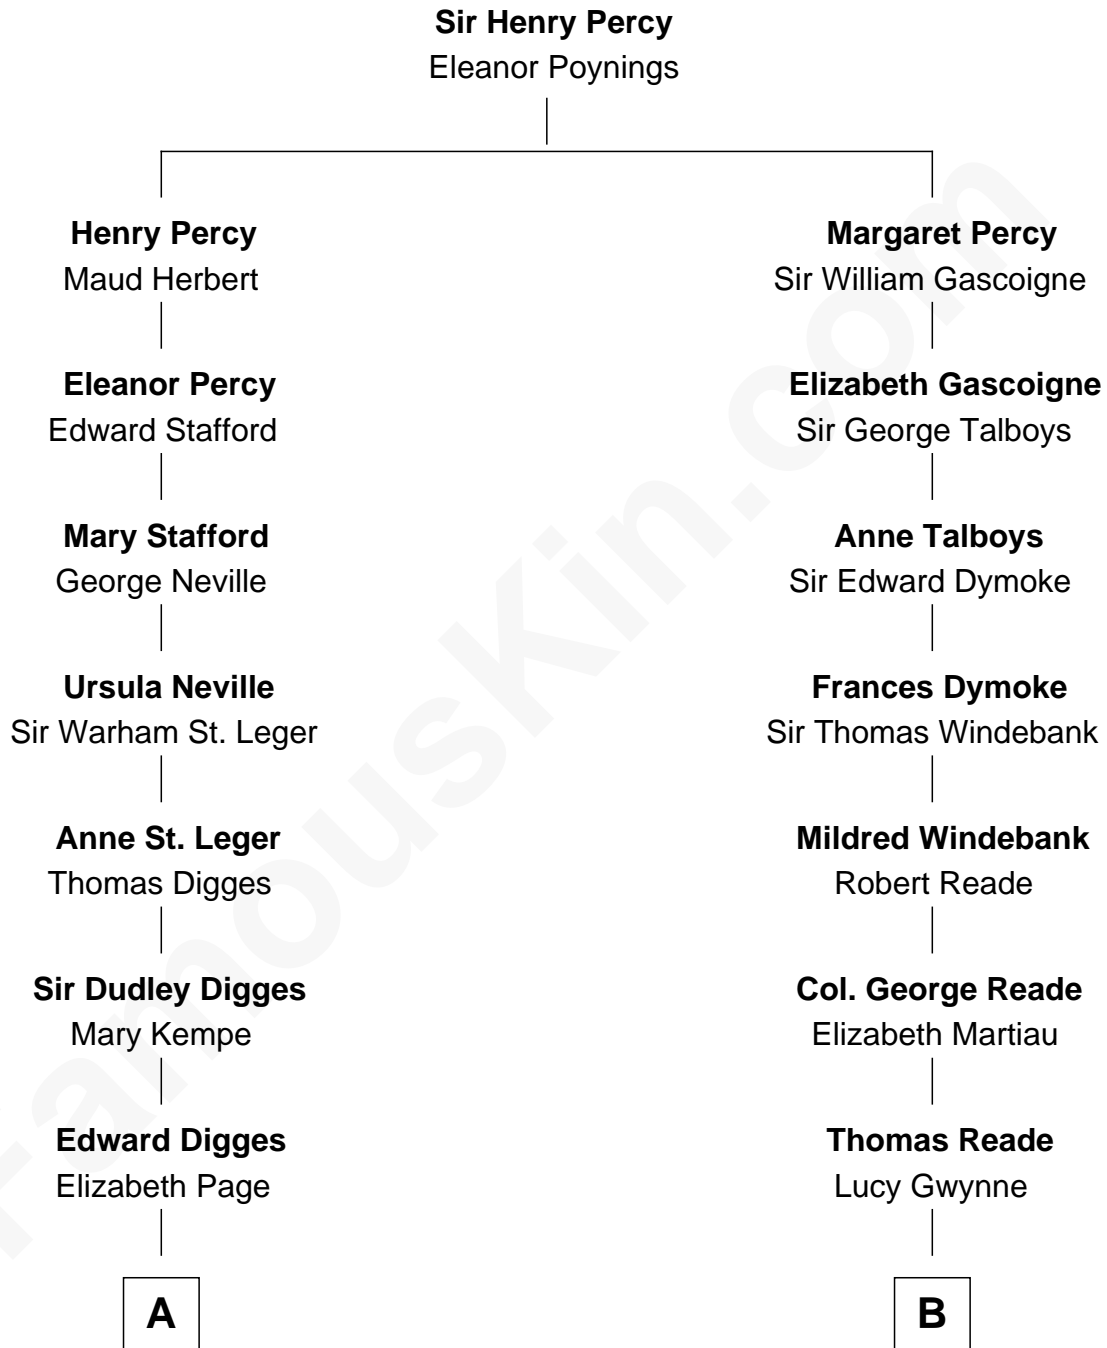 Sir Henry Percy
Eleanor Poynings
Henry Percy
Maud Herbert
Eleanor Percy
Edward Stafford
Mary Stafford
George Neville
Ursula Neville
Sir Warham St. Leger
Anne St. Leger
Thomas Digges
Sir Dudley Digges
Mary Kempe
Edward Digges
Elizabeth Page
A
Margaret Percy
Sir William Gascoigne
Elizabeth Gascoigne
Sir George Talboys
Anne Talboys
Sir Edward Dymoke
Frances Dymoke
Sir Thomas Windebank
Mildred Windebank
Robert Reade
Col. George Reade
Elizabeth Martiau
Thomas Reade
Lucy Gwynne
B
FamousKin.com